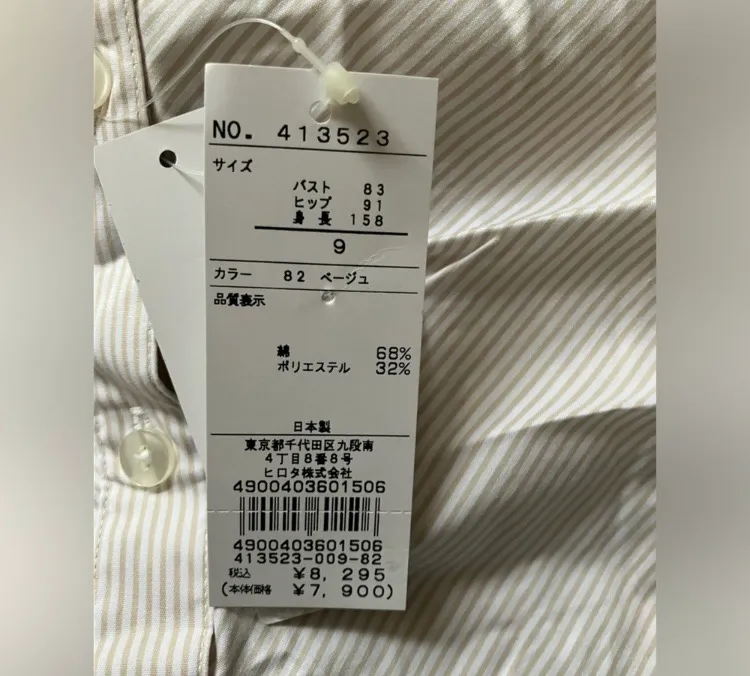 NO. 413523
サイズ
バスト 83
ヒップ 91
身長 158
9
カラー 82 ベージュ
品質表示
綿 68%
ポリエステル 32%
日本製
東京都千代田区九段南
4丁目8番8号
ヒロタ株式会社
4900403601506
4900403601506
413523-009-82
税込 ¥8,295
(本体価格 ¥7,900)